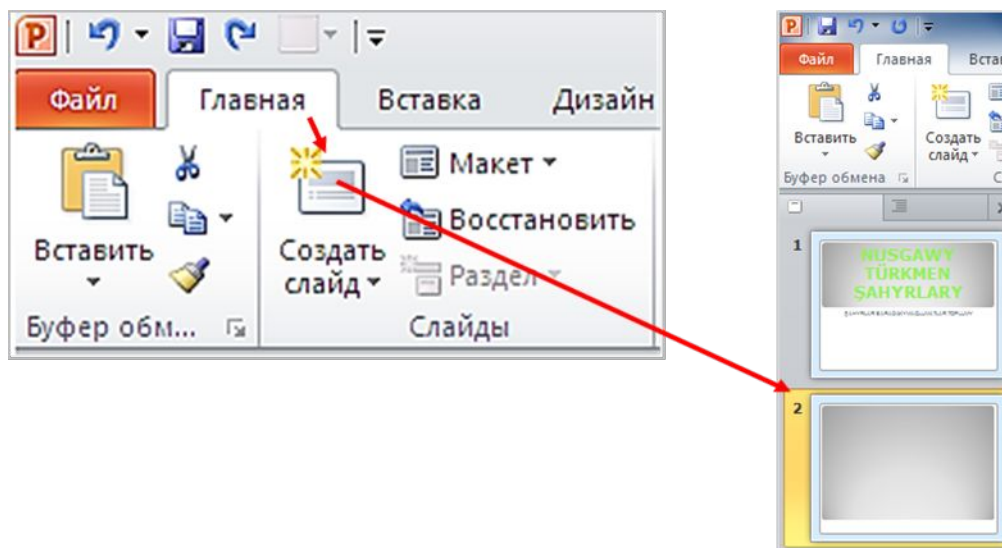 Файл Главная Вставка Дизайн
Вставить
Создать слайд
Макет
Восстановить
Раздел
Буфер обм...
Слайды
Файл Главная
Вставить
Создать слайд
Буфер обмена
1
NUSGAWY
TÜRKMEN
ŞAHYRLARY
2